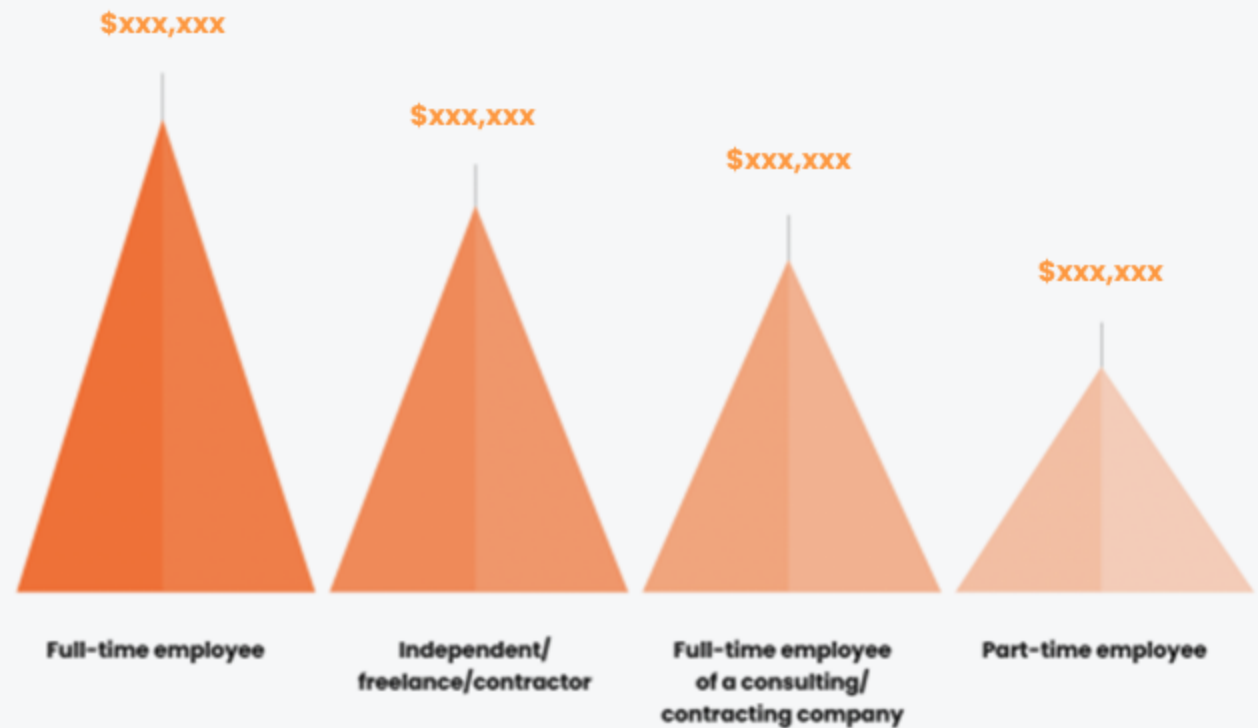 $xxx,xxx
$xxx,xxx
$xxx,xxx
$xxx,xxx
Full-time employee
Independent/
freelance/contractor
Full-time employee
of a consulting/
contracting company
Part-time employee